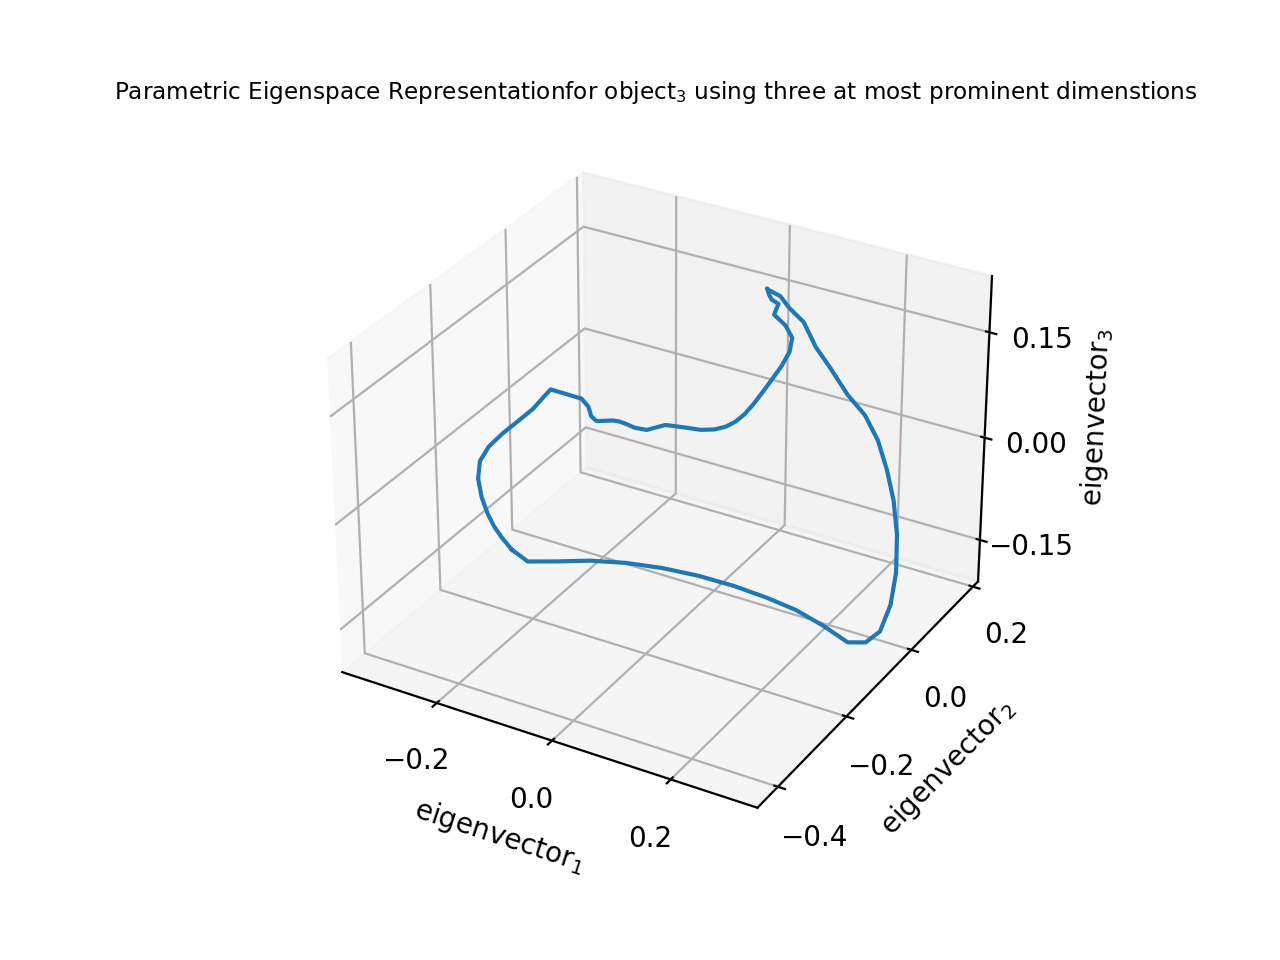 Parametric Eigenspace Representationfor object₃ using three at most prominent dimenstions
0.15
0.00
−0.15
eigenvector₃
0.2
0.0
−0.2
−0.4
eigenvector₂
−0.2
0.0
0.2
eigenvector₁